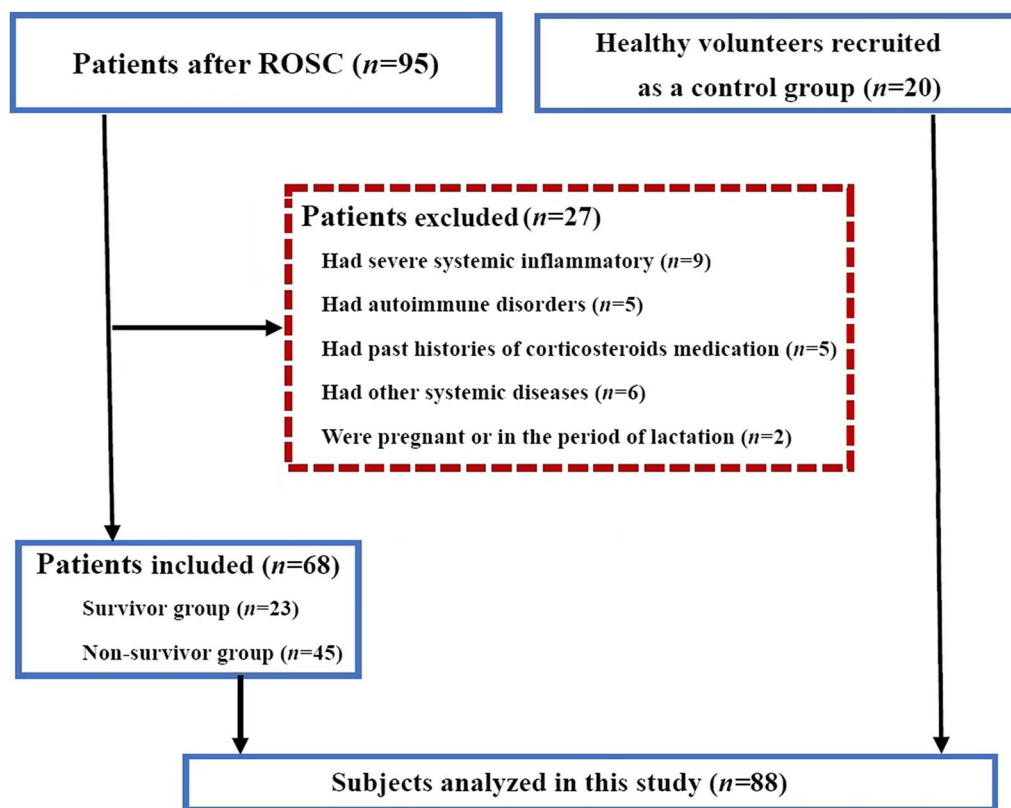 Patients after ROSC (n=95)
Healthy volunteers recruited
as a control group (n=20)
Patients excluded (n=27)
Had severe systemic inflammatory (n=9)
Had autoimmune disorders (n=5)
Had past histories of corticosteroids medication (n=5)
Had other systemic diseases (n=6)
Were pregnant or in the period of lactation (n=2)
Patients included (n=68)
Survivor group (n=23)
Non-survivor group (n=45)
Subjects analyzed in this study (n=88)